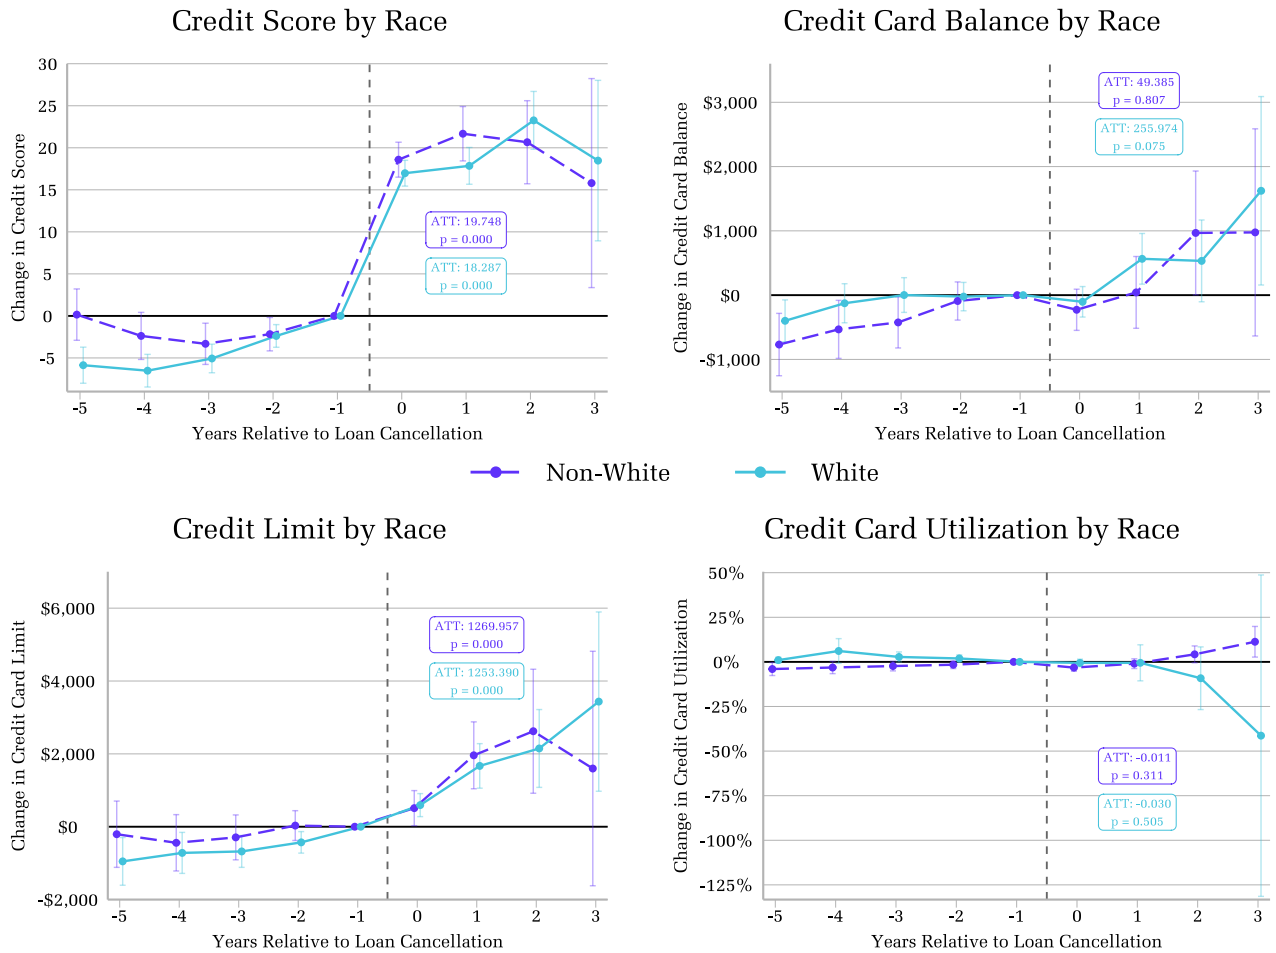 Credit Score by Race
Change in Credit Score
30
25
20
15
10
5
0
-5
ATT: 19.748
p = 0.000
ATT: 18.287
p = 0.000
-5 -4 -3 -2 -1 0 1 2 3
Years Relative to Loan Cancellation
Credit Card Balance by Race
Change in Credit Card Balance
$3,000
$2,000
$1,000
$0
-$1,000
ATT: 49.385
p = 0.807
ATT: 255.974
p = 0.075
-5 -4 -3 -2 -1 0 1 2 3
Years Relative to Loan Cancellation
Non-White White
Credit Limit by Race
Change in Credit Card Limit
$6,000
$4,000
$2,000
$0
-$2,000
ATT: 1269.957
p = 0.000
ATT: 1253.390
p = 0.000
-5 -4 -3 -2 -1 0 1 2 3
Years Relative to Loan Cancellation
Credit Card Utilization by Race
Change in Credit Card Utilization
50%
25%
0%
-25%
-50%
-75%
-100%
-125%
ATT: -0.011
p = 0.311
ATT: -0.030
p = 0.505
-5 -4 -3 -2 -1 0 1 2 3
Years Relative to Loan Cancellation